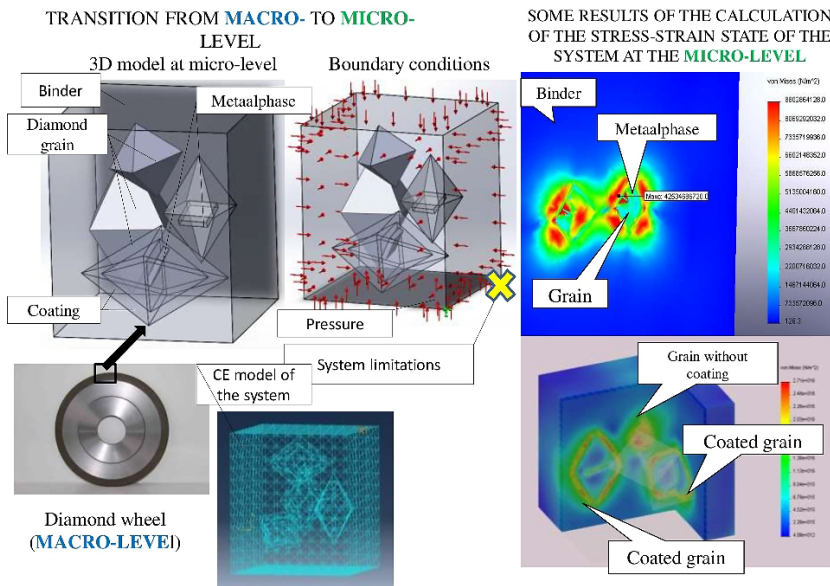 TRANSITION FROM MACRO- TO MICRO-
LEVEL
3D model at micro-level
Boundary conditions
Binder
Diamond
grain
Metaalphase
Coating
Pressure
System limitations
CE model of
the system
Diamond wheel
(MACRO-LEVEl)
SOME RESULTS OF THE CALCULATION
OF THE STRESS-STRAIN STATE OF THE
SYSTEM AT THE MICRO-LEVEL
von Mises (N/m^2)
Binder
Metaalphase
Grain
Grain without
coating
Coated grain
Coated grain